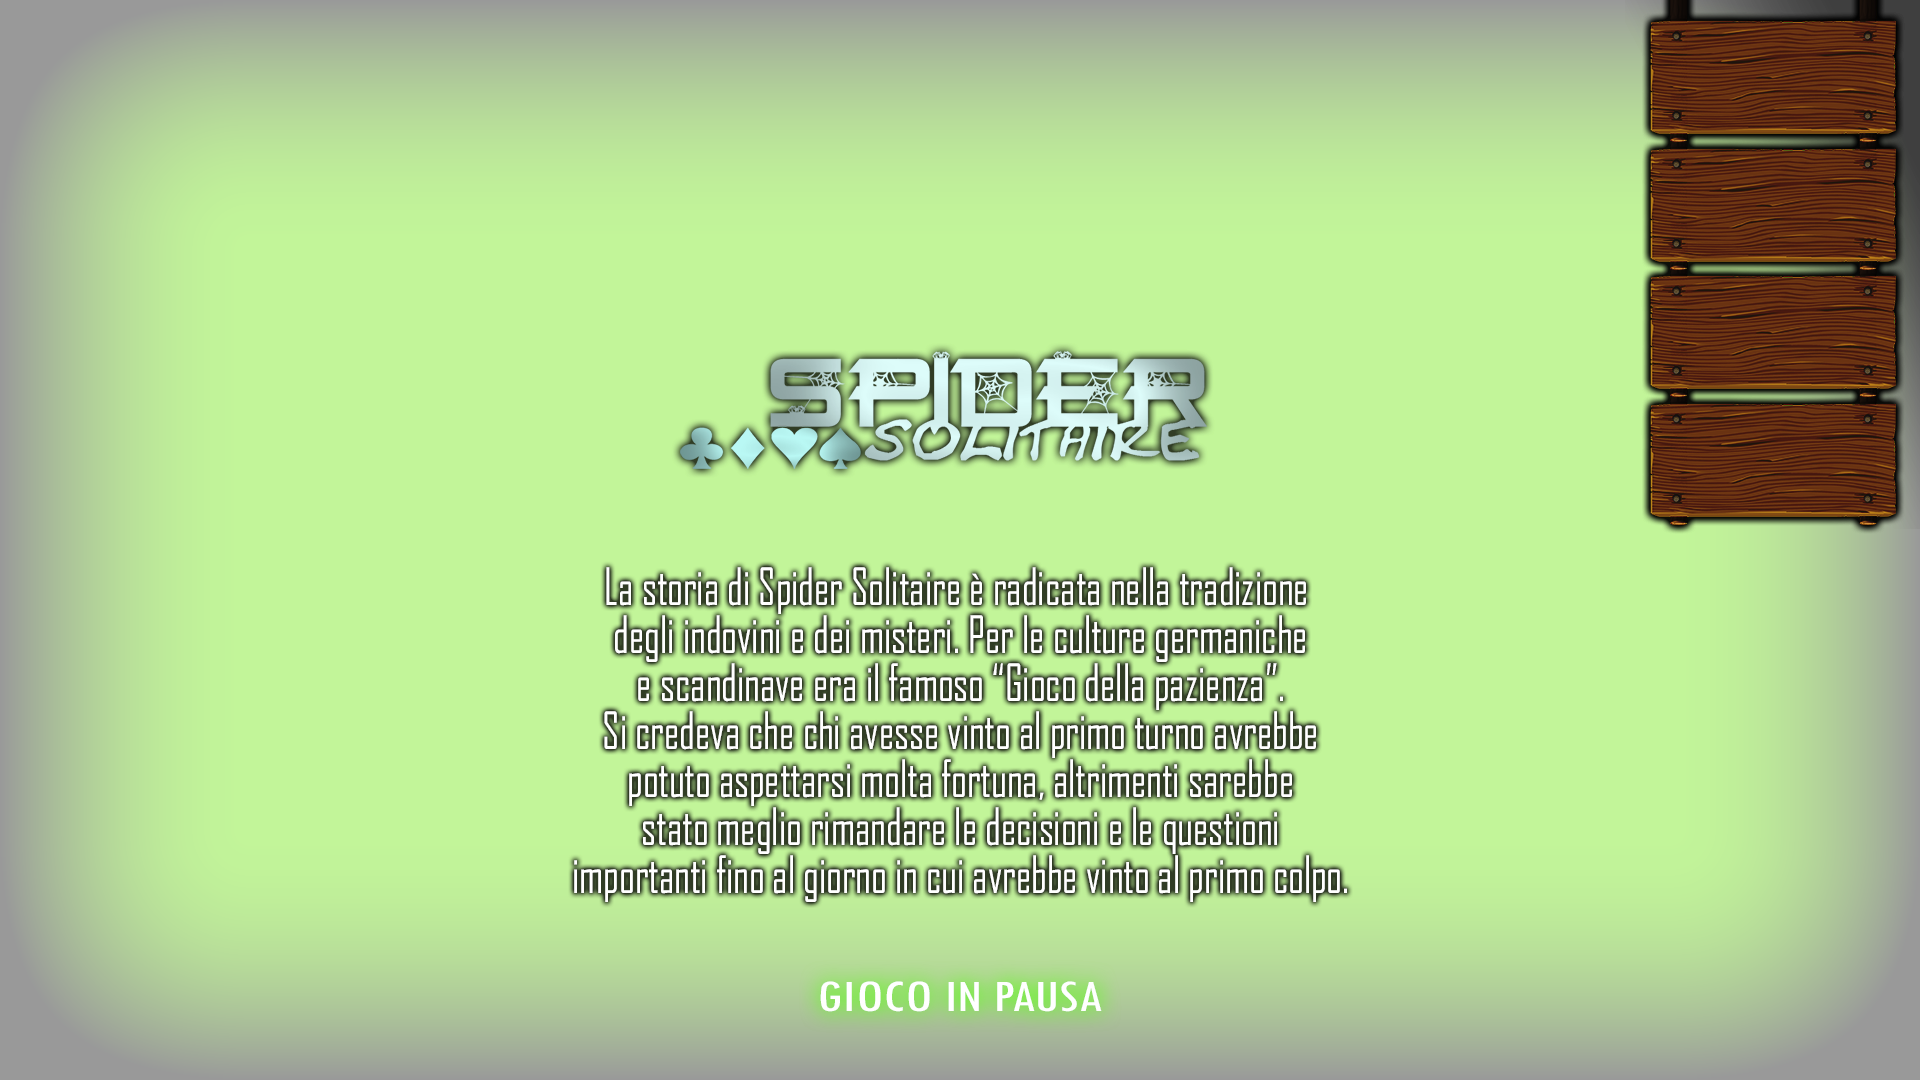 SPIDER
SOLITAIRE
La storia di Spider Solitaire è radicata nella tradizione
degli indovini e dei misteri. Per le culture germaniche
e scandinave era il famoso “Gioco della pazienza”.
Si credeva che chi avesse vinto al primo turno avrebbe
potuto aspettarsi molta fortuna, altrimenti sarebbe
stato meglio rimandare le decisioni e le questioni
importanti fino al giorno in cui avrebbe vinto al primo colpo.
GIOCO IN PAUSA